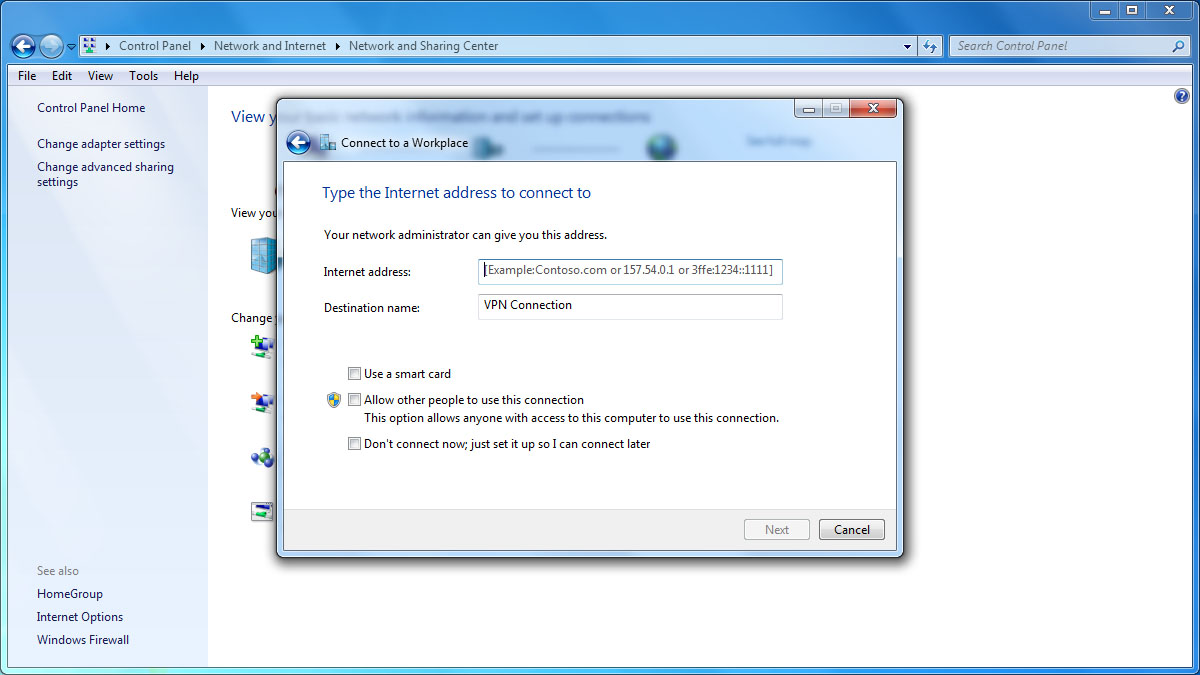 Control Panel Network and Internet Network and Sharing Center
Search Control Panel
File Edit View Tools Help
Control Panel Home
Change adapter settings
Change advanced sharing
settings
See also
HomeGroup
Internet Options
Windows Firewall
View your basic network information and set up connections
See full map
View you
Change
Connect to a Workplace
Type the Internet address to connect to
Your network administrator can give you this address.
Internet address:
[Example:Contoso.com or 157.54.0.1 or 3ffe:1234::1111]
Destination name:
VPN Connection
Use a smart card
Allow other people to use this connection
This option allows anyone with access to this computer to use this connection.
Don't connect now; just set it up so I can connect later
Next Cancel